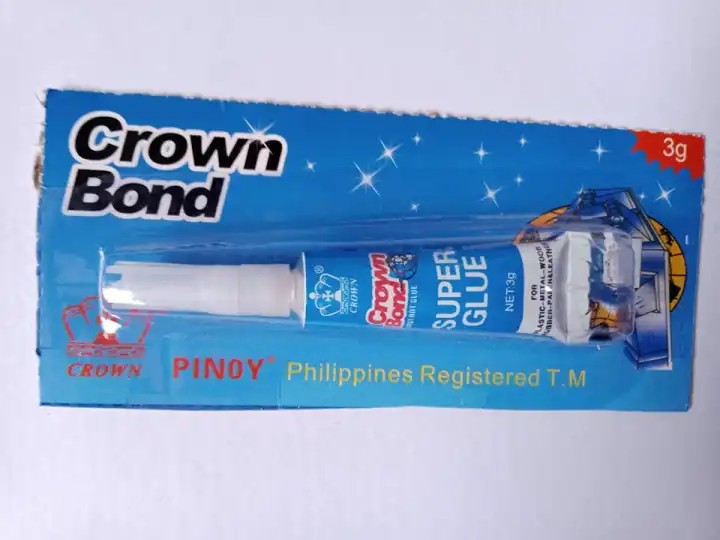 Crown
Bond
3g
®
CROWN
Crown
Bond
SUPER
GLUE
NET:3g
FOR
PLASTIC-METAL-WOOD
CROWN
PINOY
Philippines Registered T.M